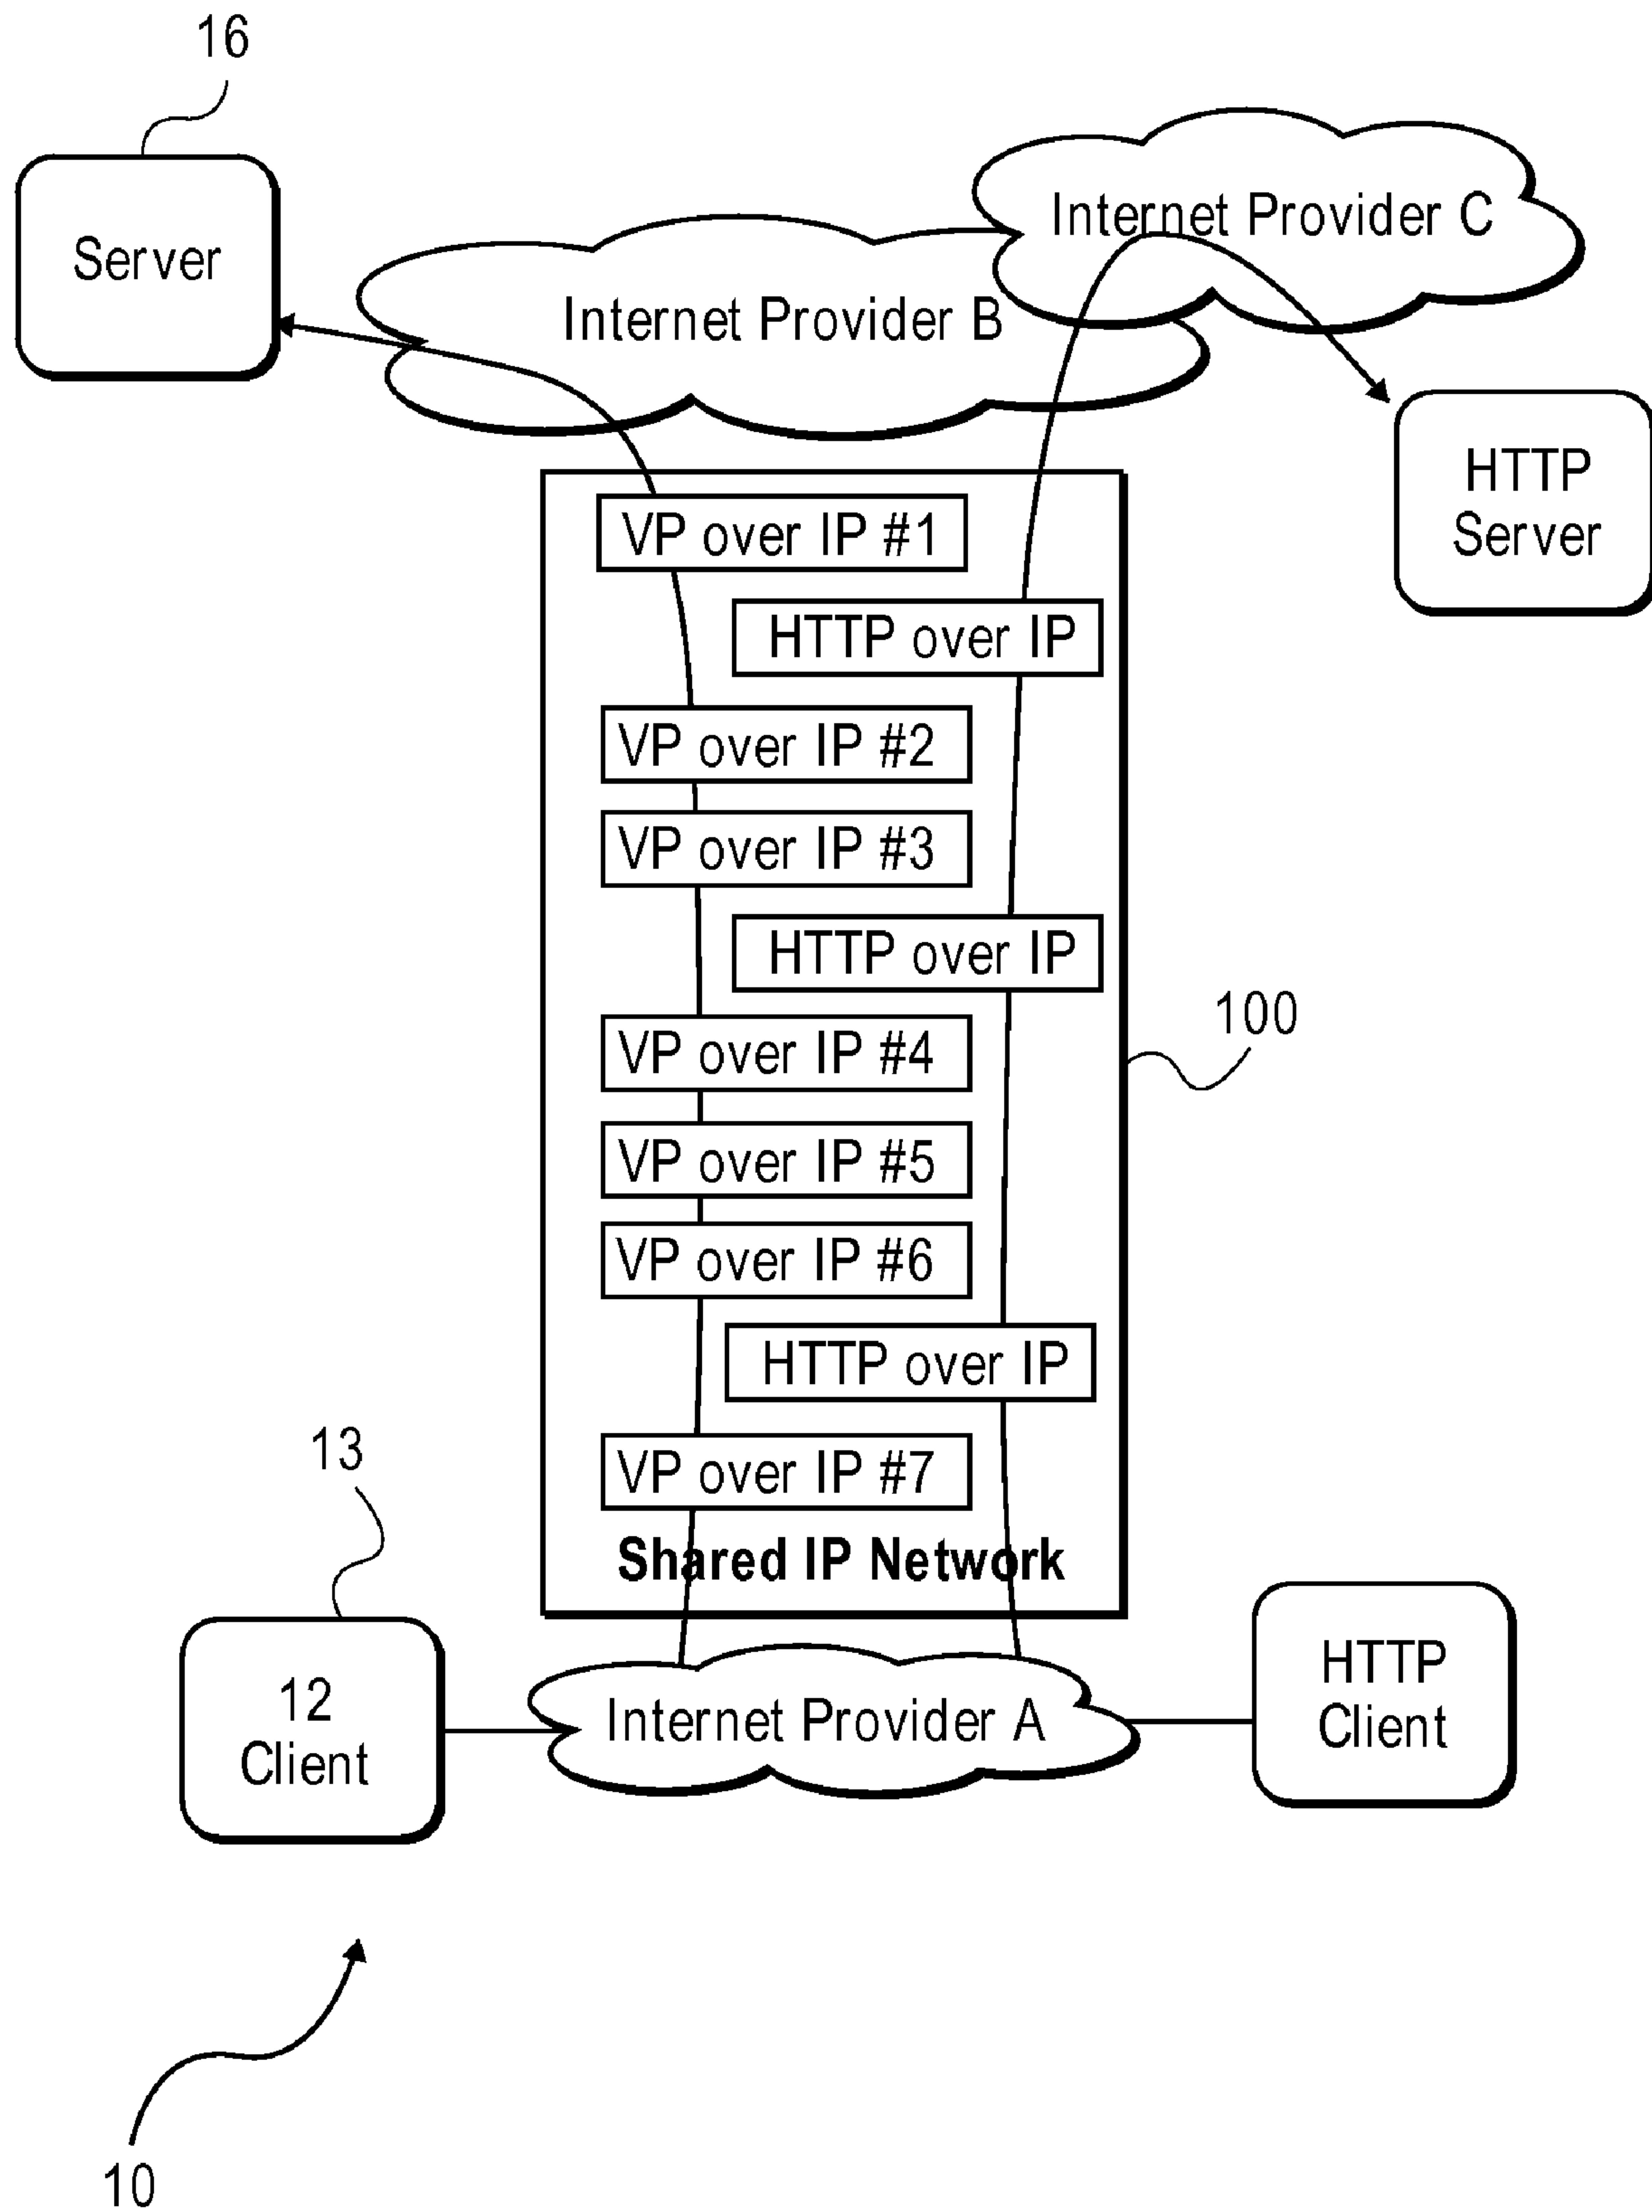 16
Server
Internet Provider C
Internet Provider B
HTTP
Server
VP over IP #1
HTTP over IP
VP over IP #2
VP over IP #3
HTTP over IP
VP over IP #4
100
VP over IP #5
VP over IP #6
HTTP over IP
VP over IP #7
Shared IP Network
13
12
Client
Internet Provider A
HTTP
Client
10